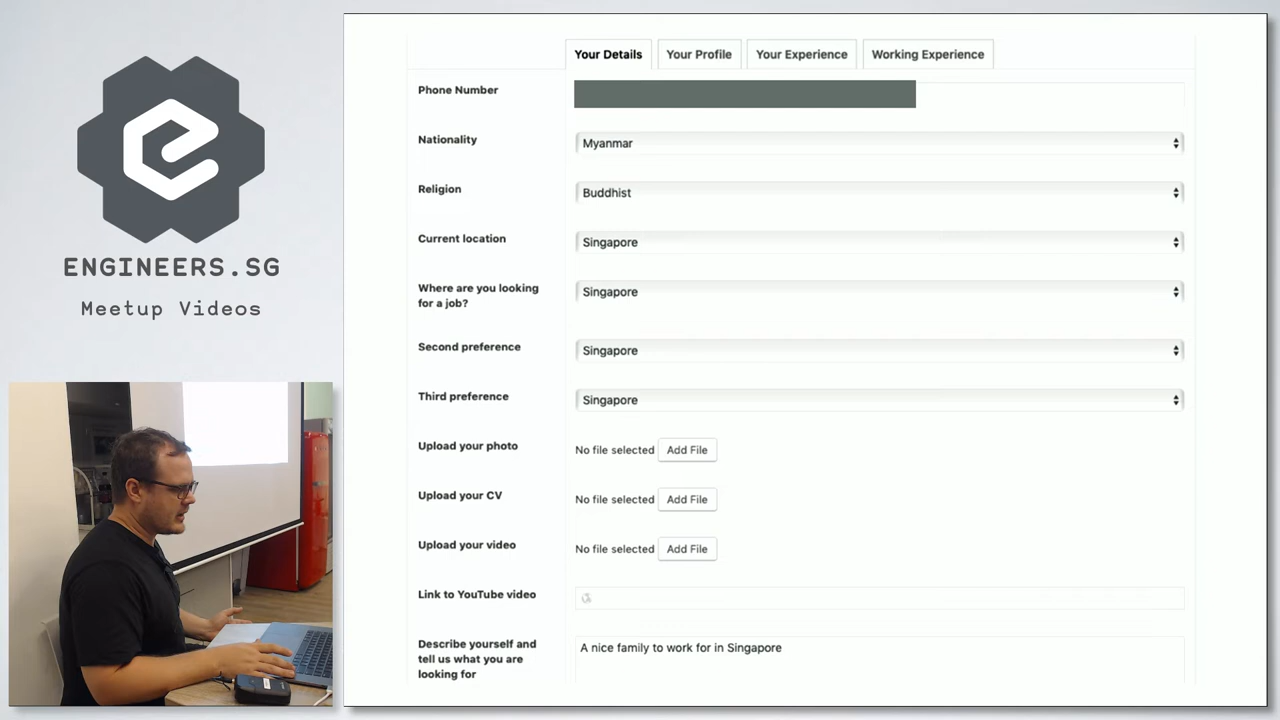 ENGINEERS.SG
Meetup Videos
Your Details Your Profile Your Experience Working Experience
Phone Number
Nationality Myanmar
Religion Buddhist
Current location Singapore
Where are you looking for a job? Singapore
Second preference Singapore
Third preference Singapore
Upload your photo No file selected Add File
Upload your CV No file selected Add File
Upload your video No file selected Add File
Link to YouTube video
Describe yourself and tell us what you are looking for A nice family to work for in Singapore